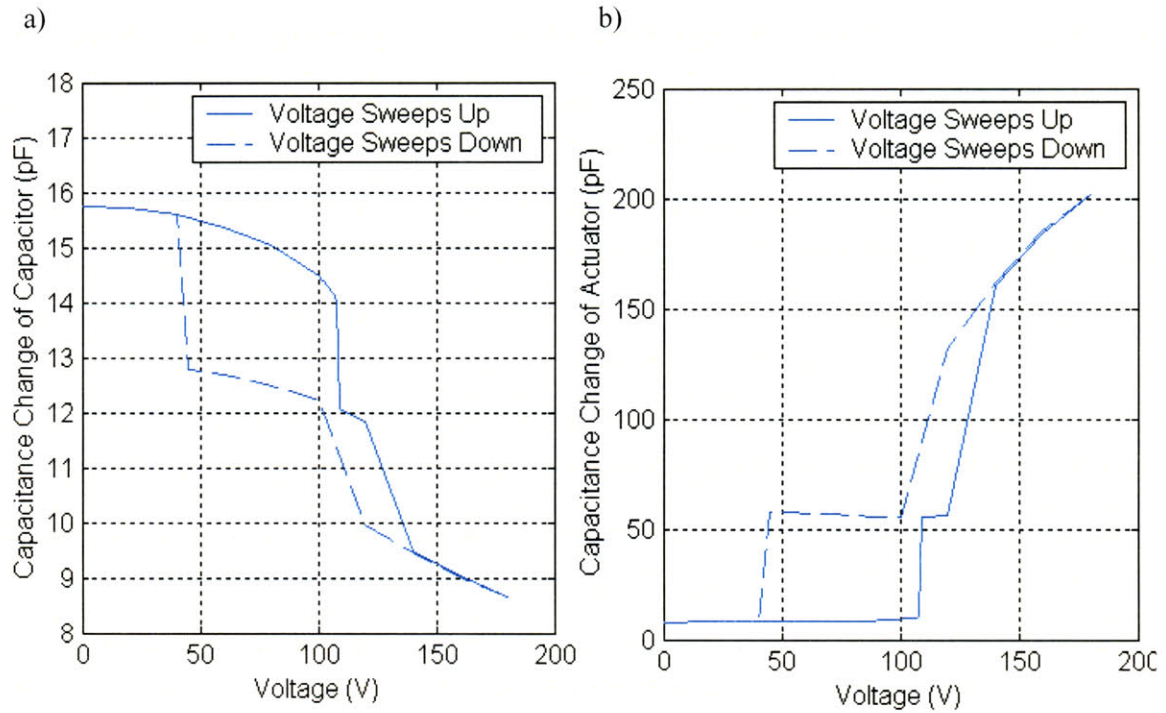 a)
18
17
16
15
14
13
12
11
10
9
8
Capacitance Change of Capacitor (pF)
Voltage Sweeps Up
Voltage Sweeps Down
0
50
100
150
200
Voltage (V)
b)
250
200
150
100
50
0
Capacitance Change of Actuator (pF)
Voltage Sweeps Up
Voltage Sweeps Down
0
50
100
150
200
Voltage (V)